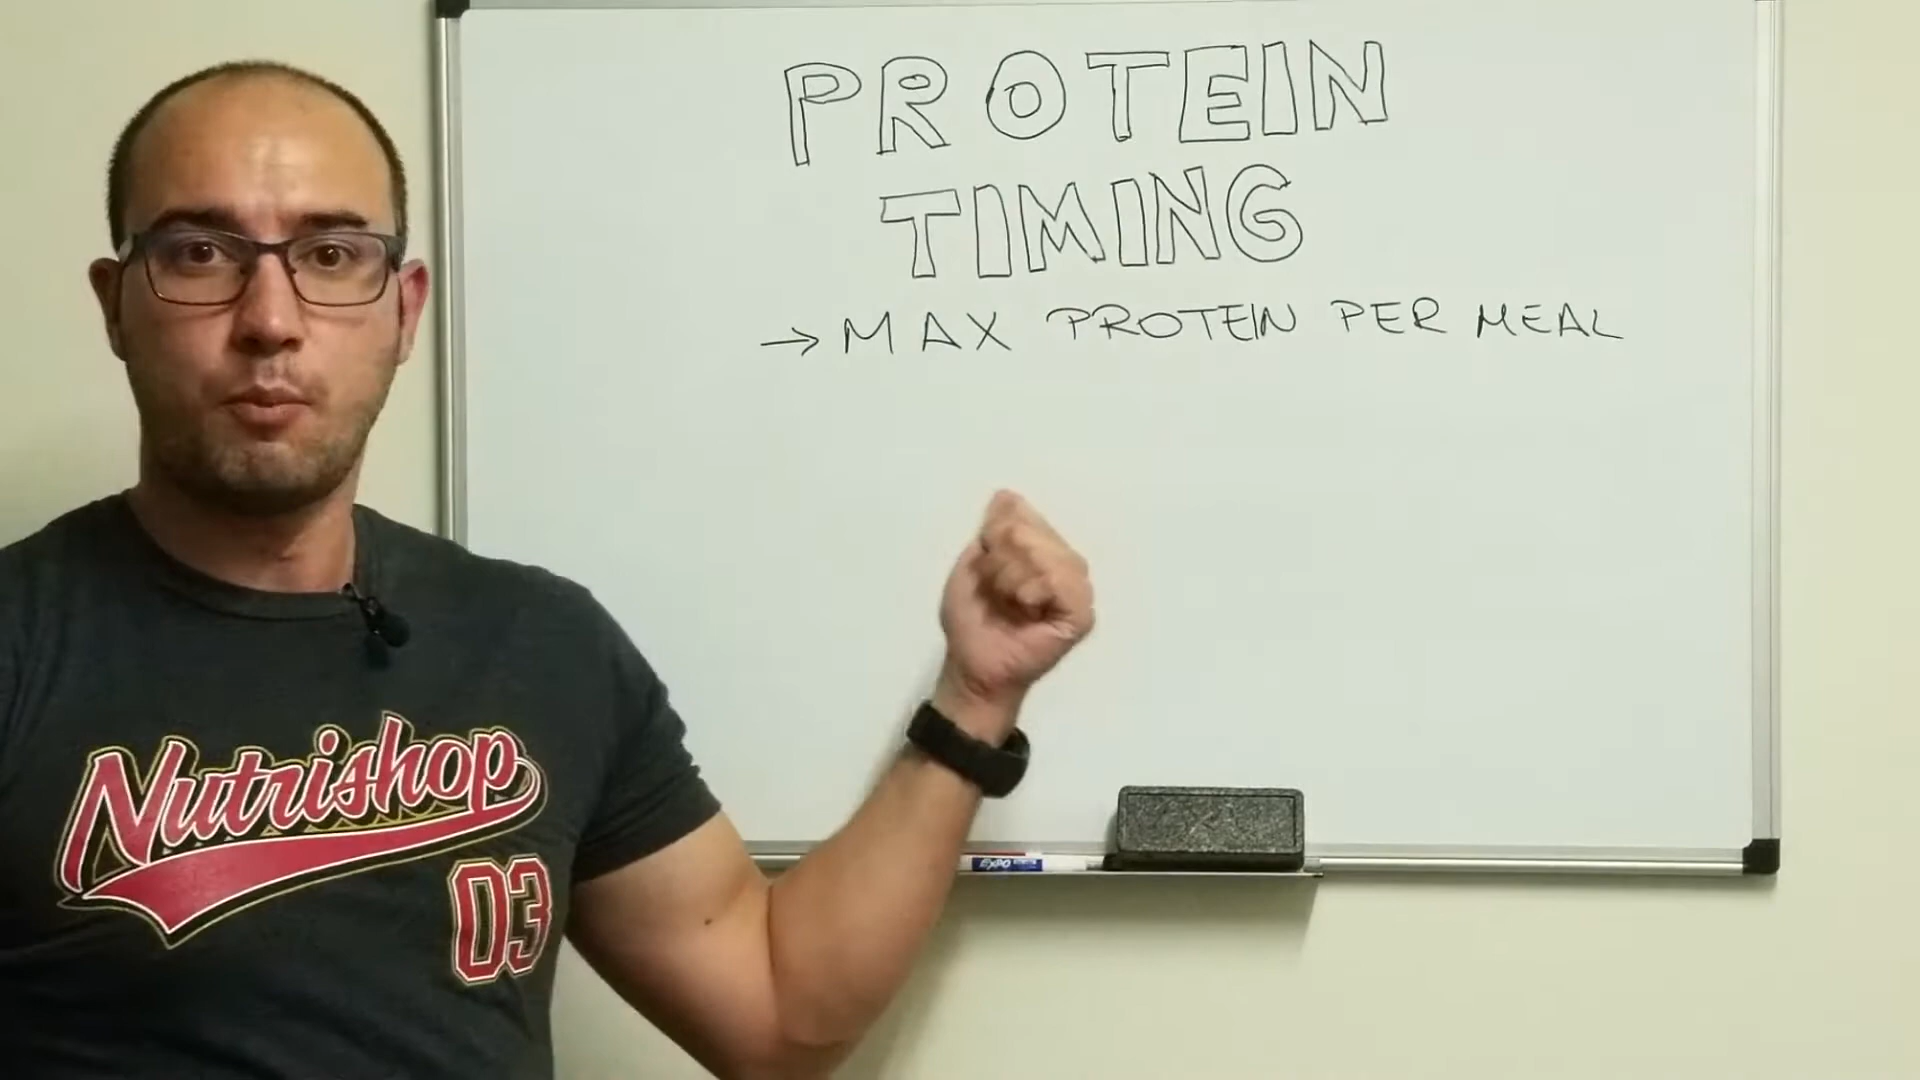 PROTEIN
TIMING
→ MAX PROTEIN PER MEAL
Nutrishop
03
EXPO